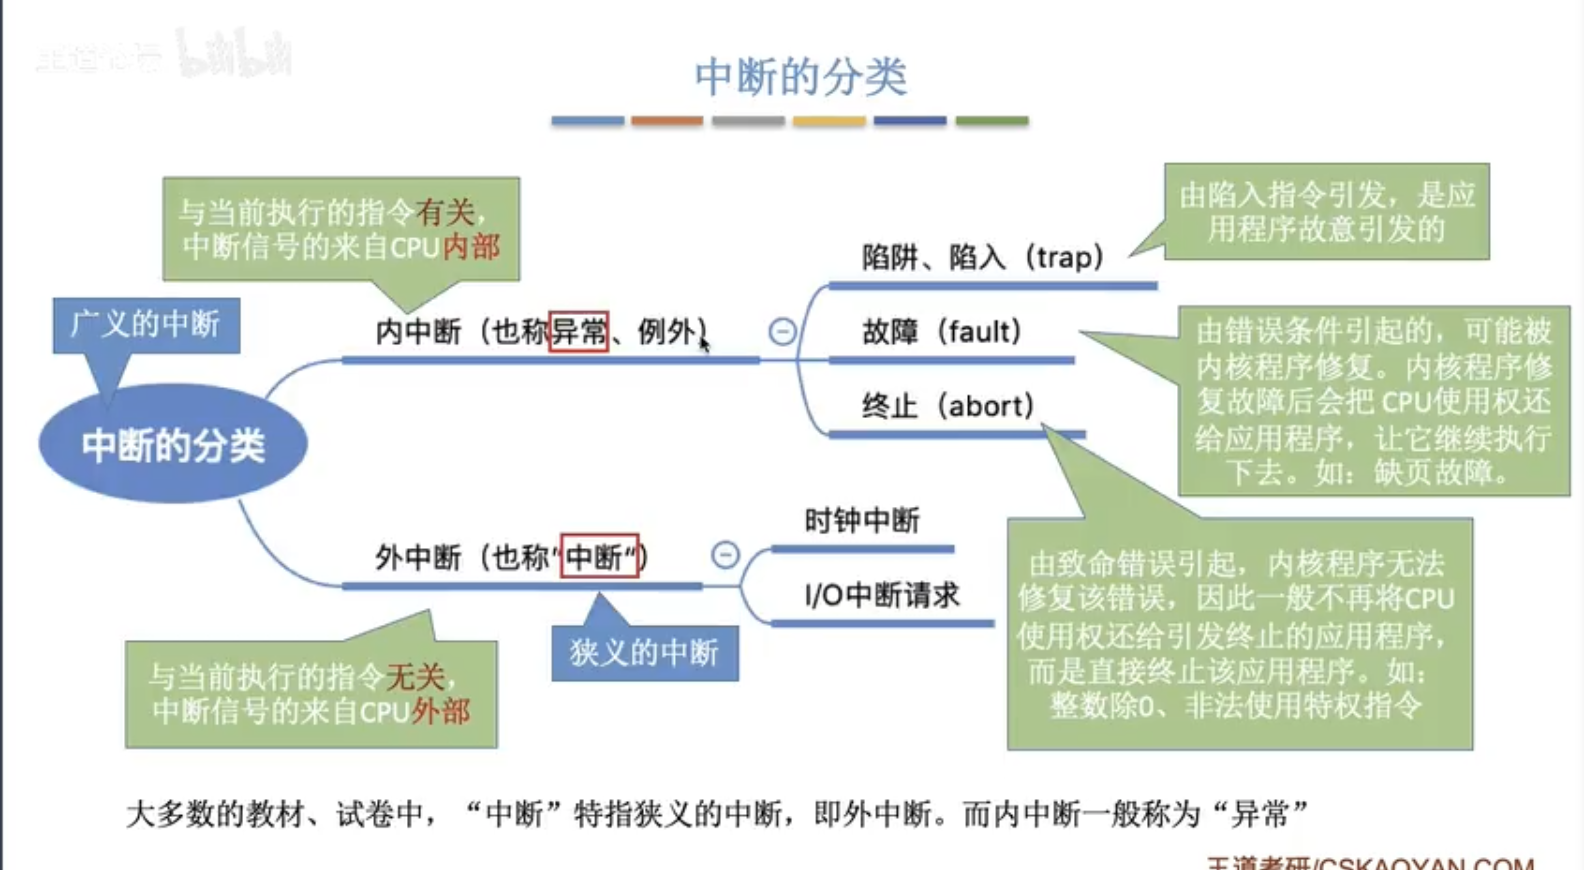 bilibili
中断的分类
与当前执行的指令有关，
中断信号的来自CPU内部
由陷入指令引发，是应
用程序故意引发的
广义的中断
中断的分类
内中断（也称异常、例外）
陷阱、陷入（trap）
故障（fault）
终止（abort）
由错误条件引起的，可能被
内核程序修复。内核程序修
复故障后会把 CPU使用权还
给应用程序，让它继续执行
下去。如：缺页故障。
外中断（也称“中断“）
时钟中断
I/O中断请求
狭义的中断
与当前执行的指令无关，
中断信号的来自CPU外部
由致命错误引起，内核程序无法
修复该错误，因此一般不再将CPU
使用权还给引发终止的应用程序，
而是直接终止该应用程序。如：
整数除0、非法使用特权指令
大多数的教材、试卷中，“中断”特指狭义的中断，即外中断。而内中断一般称为“异常”
王道考研/CSKAOYAN.COM